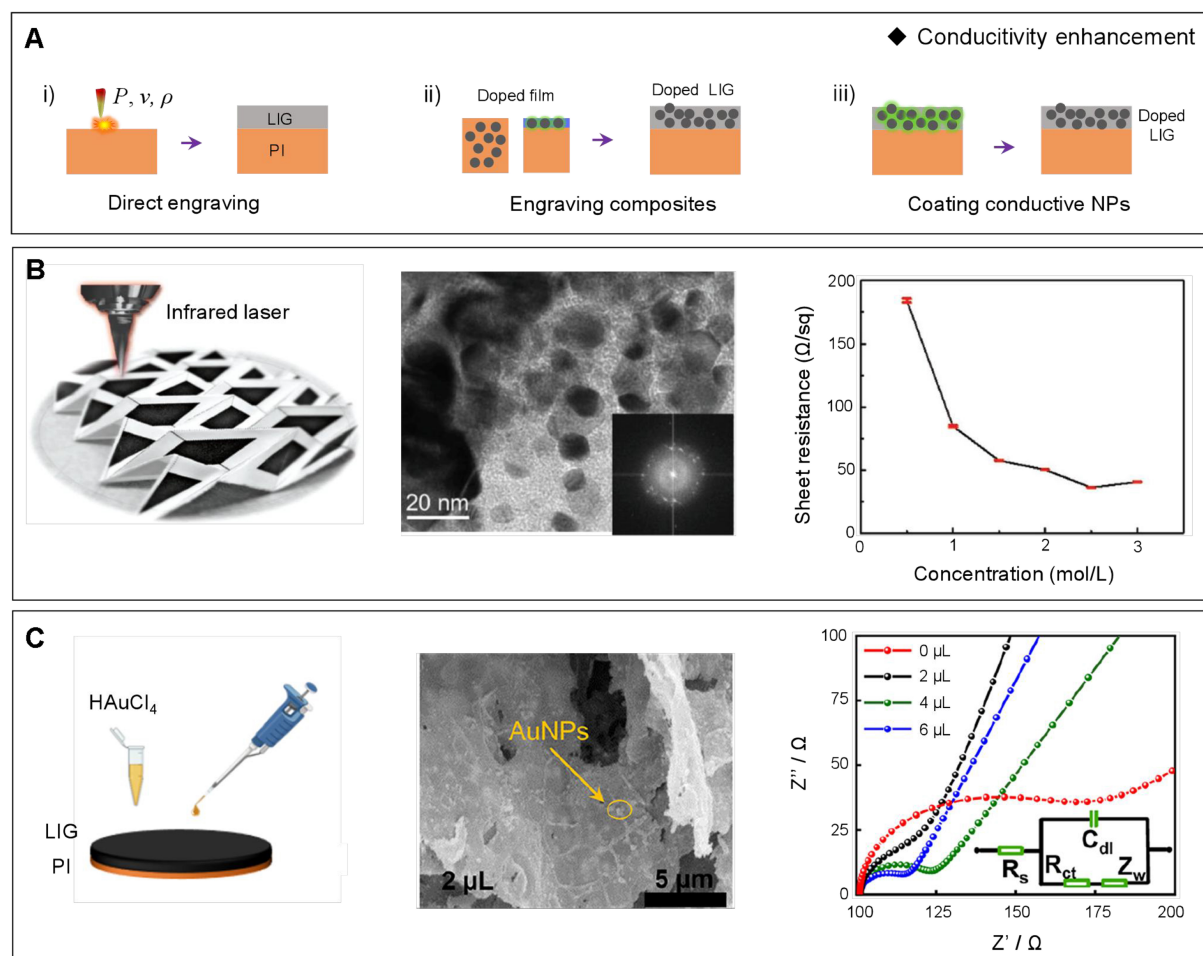 A
◆ Conducitivity enhancement
i)
P, v, ρ
LIG
PI
Direct engraving
ii)
Doped film
Doped LIG
Engraving composites
iii)
Doped
LIG
Coating conductive NPs
B
Infrared laser
20 nm
Sheet resistance (Ω/sq)
200
150
100
50
0
0 1 2 3
Concentration (mol/L)
C
HAuCl₄
LIG
PI
AuNPs
2 µL
5 µm
Z'' / Ω
100
75
50
25
0
0 µL
2 µL
4 µL
6 µL
Cdl
Rs
Rct
Zw
100 125 150 175 200
Z' / Ω